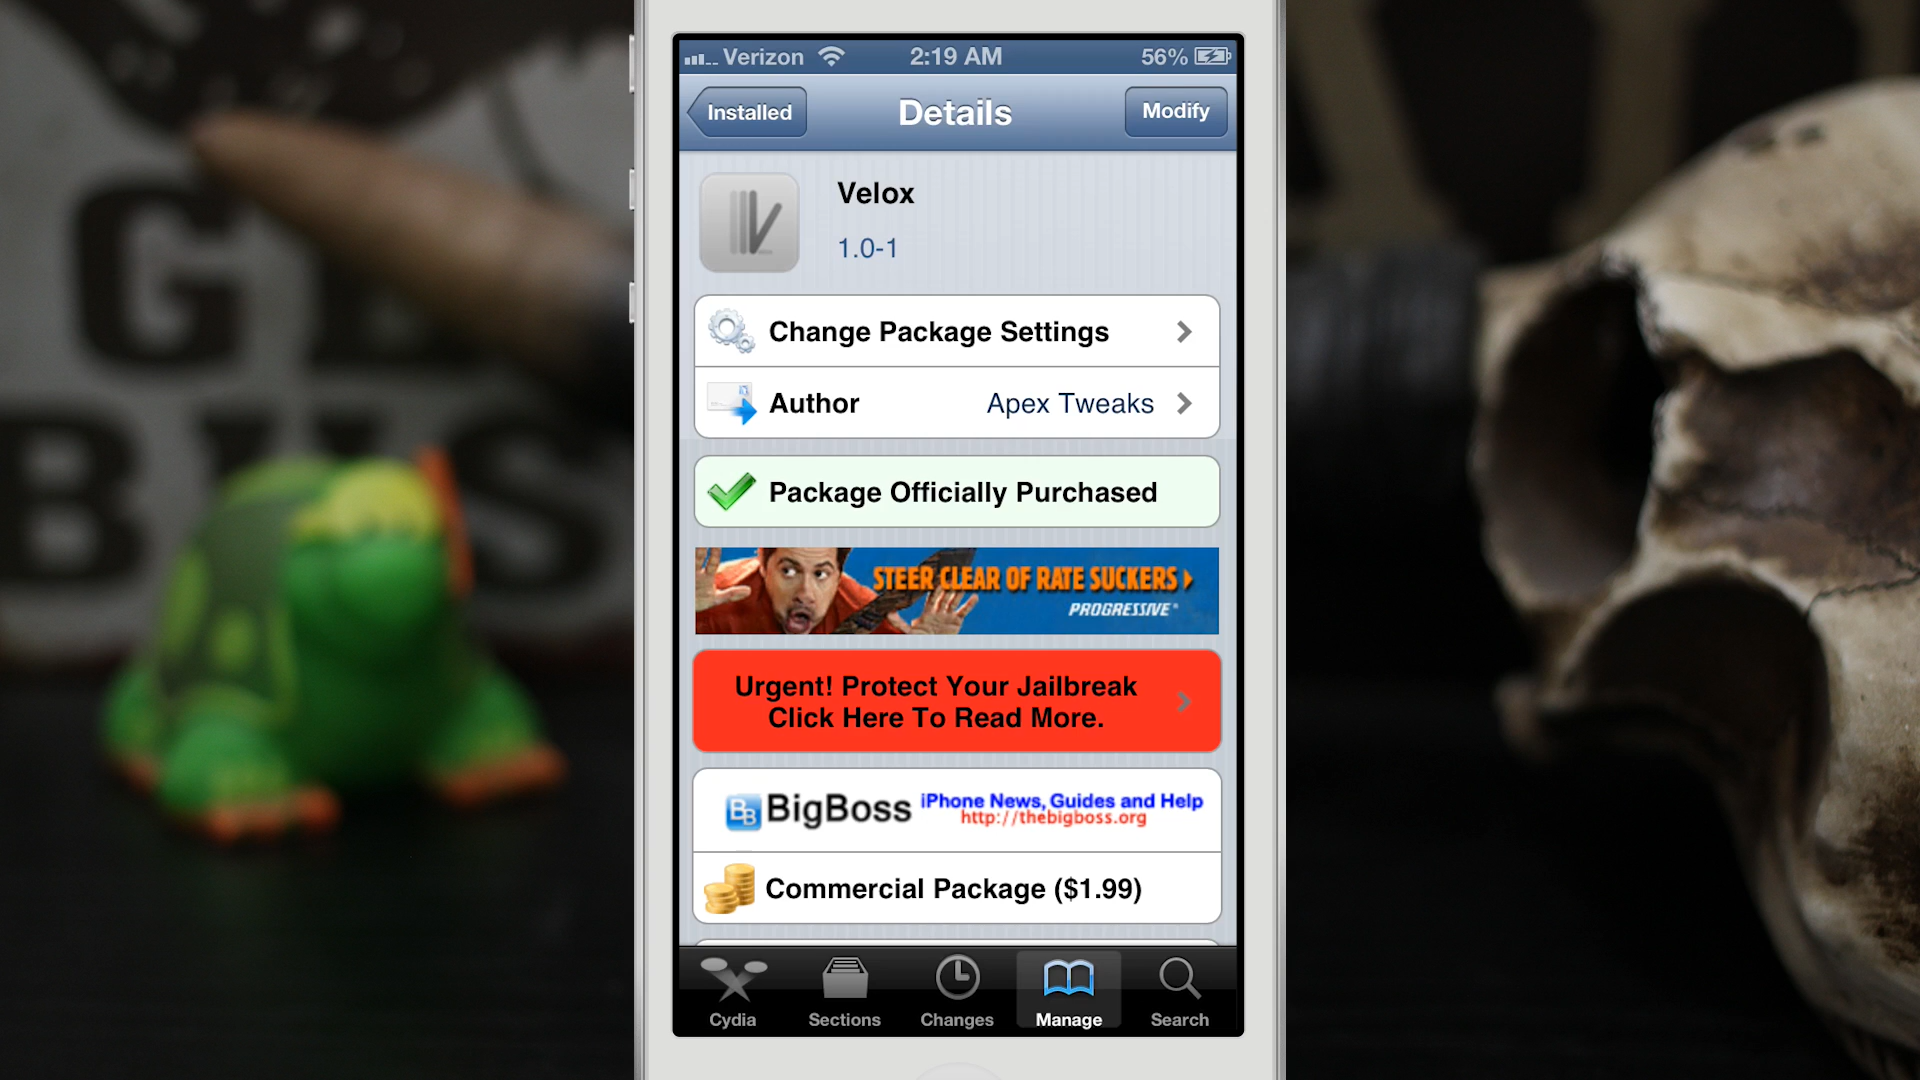 Verizon 2:19 AM 56%
Installed Details Modify
Velox
1.0-1
Change Package Settings
Author Apex Tweaks
Package Officially Purchased
STEER CLEAR OF RATE SUCKERS
PROGRESSIVE
Urgent! Protect Your Jailbreak
Click Here To Read More.
BB BigBoss iPhone News, Guides and Help
http://thebigboss.org
Commercial Package ($1.99)
Cydia Sections Changes Manage Search